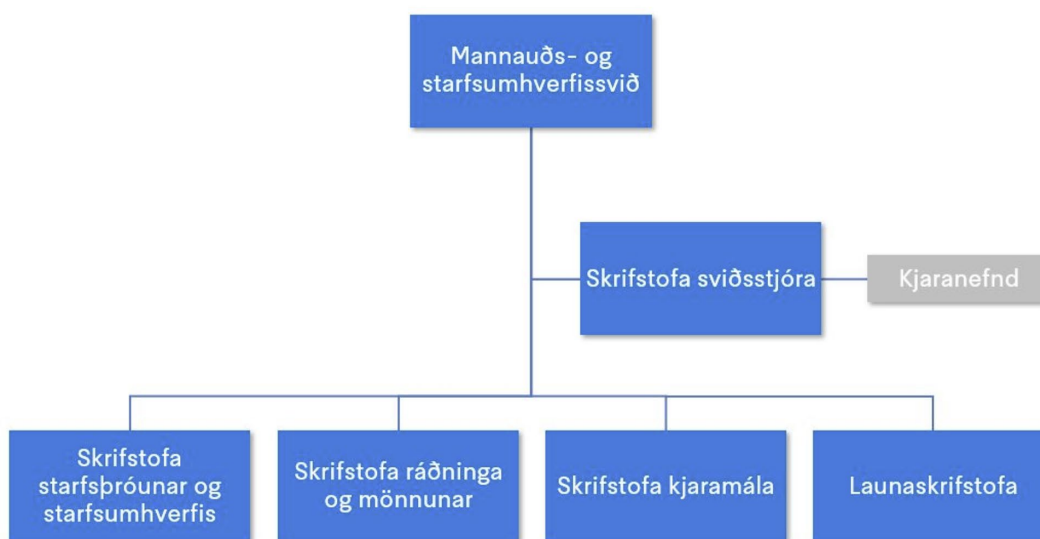 Mannauðs- og
starfsumhverfissvið
Skrifstofa sviðsstjóra
Kjaranefnd
Skrifstofa
starfsþróunar og
starfsumhverfis
Skrifstofa ráðninga
og mönnunar
Skrifstofa kjaramála
Launaskrifstofa